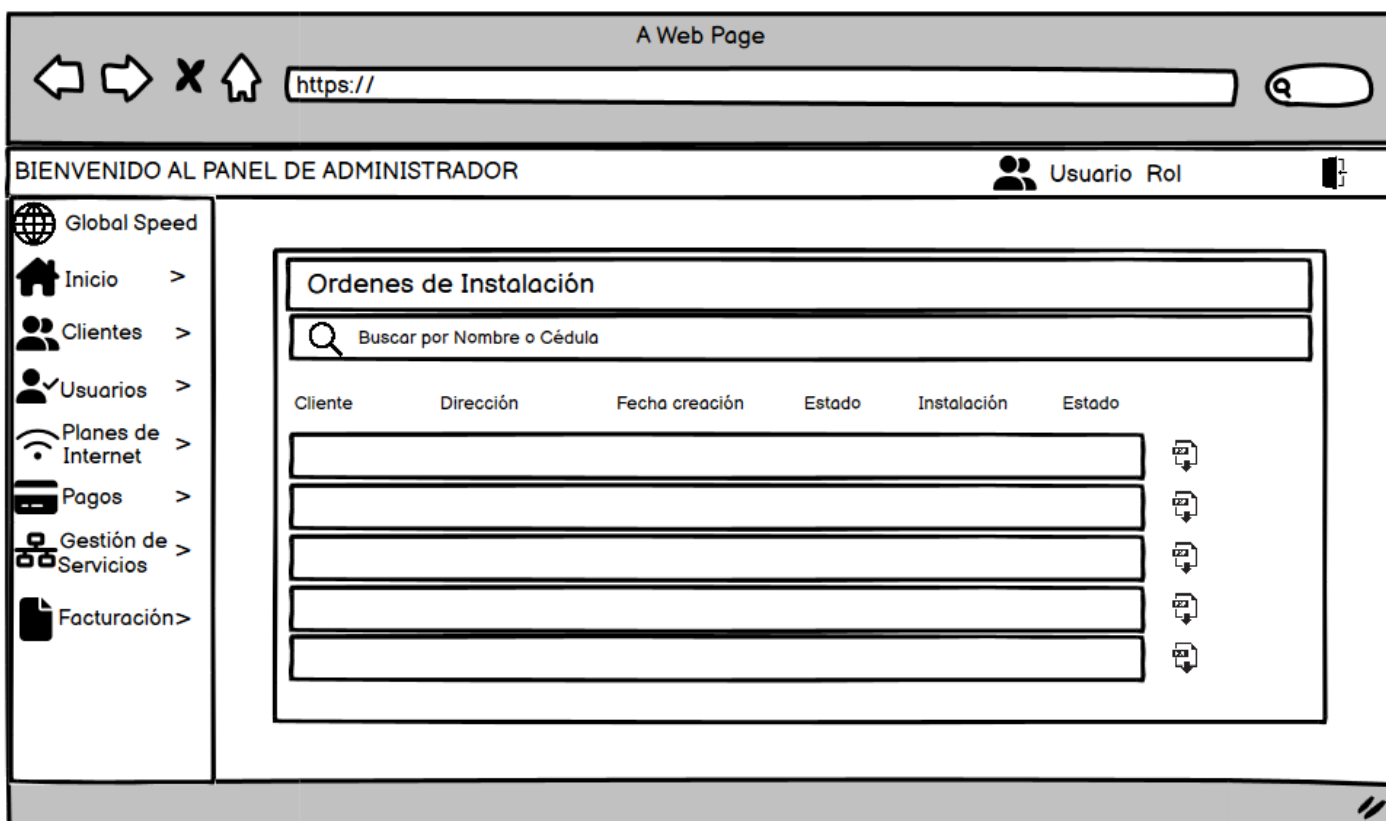 A Web Page
https://
BIENVENIDO AL PANEL DE ADMINISTRADOR
Usuario Rol
Global Speed
Inicio >
Clientes >
Usuarios >
Planes de
Internet >
Pagos >
Gestión de
Servicios >
Facturación>
Ordenes de Instalación
Buscar por Nombre o Cédula
Cliente Dirección Fecha creación Estado Instalación Estado